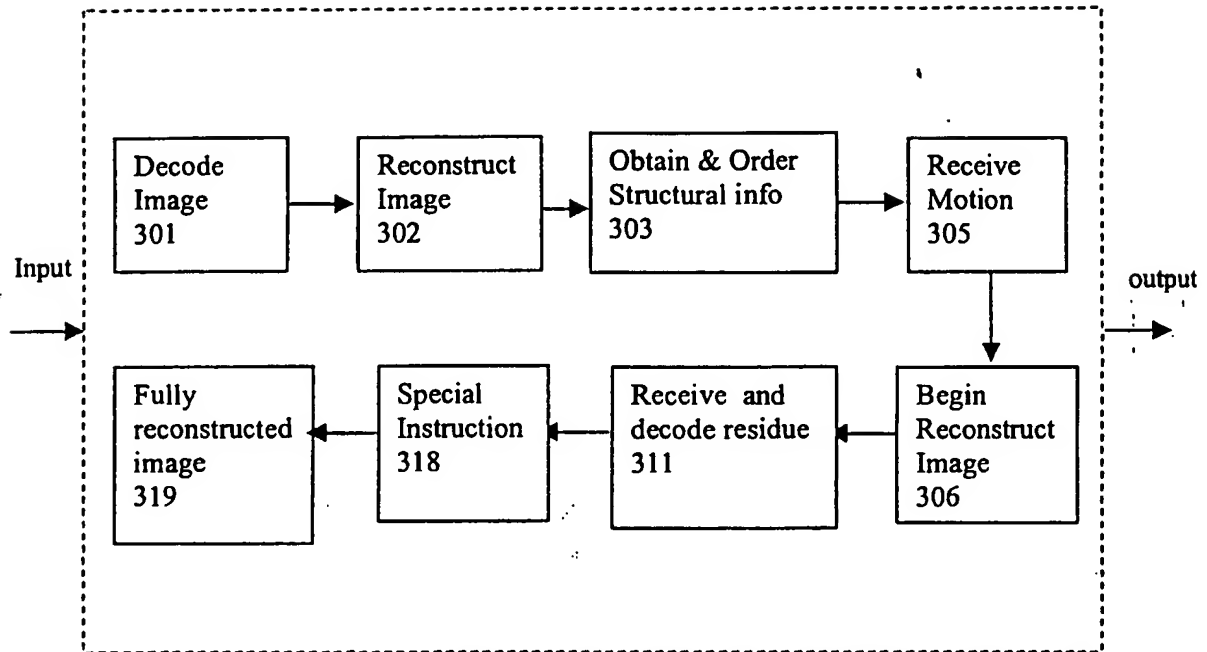 Decode
Image
301
Reconstruct
Image
302
Obtain & Order
Structural info
303
Receive
Motion
305
Input
output
Fully
reconstructed
image
319
Special
Instruction
318
Receive and
decode residue
311
Begin
Reconstruct
Image
306